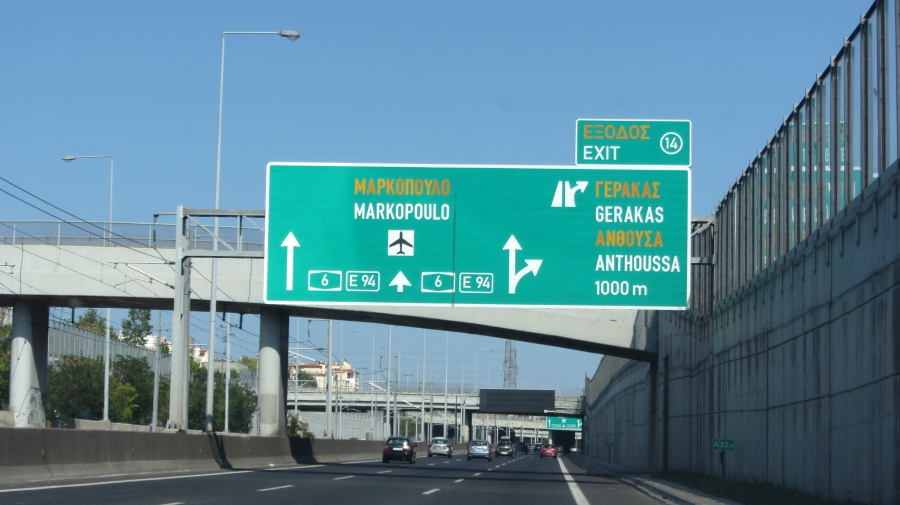 ΕΞΟΔΟΣ
EXIT
14
ΜΑΡΚΟΠΟΥΛΟ
MARKOPOULO
6 E 94 6 E 94
ΓΕΡΑΚΑΣ
GERAKAS
ΑΝΘΟΥΣΑ
ANTHOUSSA
1000 m